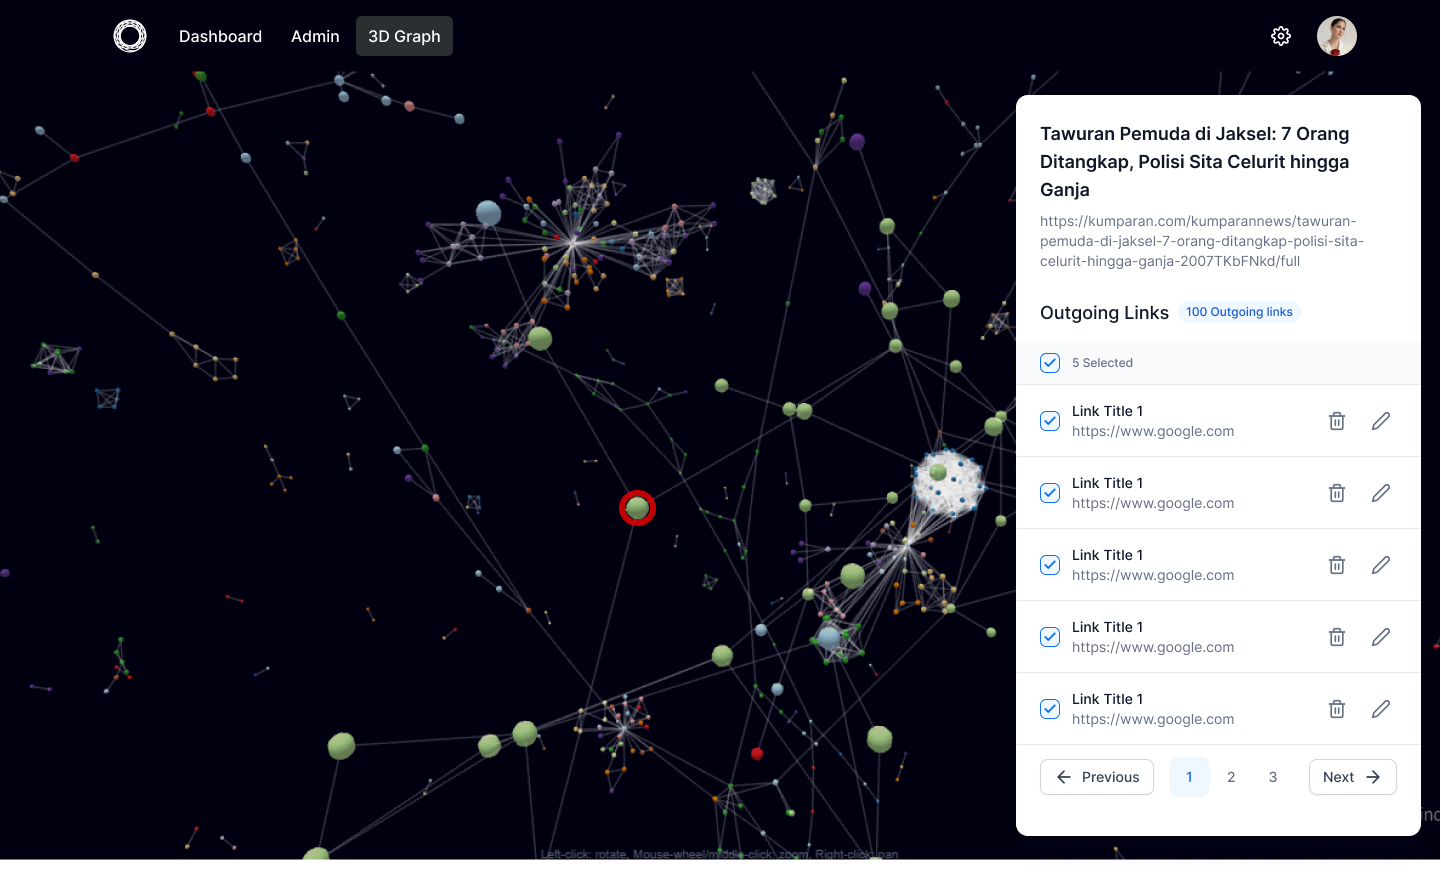 Dashboard
Admin
3D Graph
Tawuran Pemuda di Jaksel: 7 Orang
Ditangkap, Polisi Sita Celurit hingga
Ganja
https://kumparan.com/kumparannews/tawuran-
pemuda-di-jaksel-7-orang-ditangkap-polisi-sita-
celurit-hingga-ganja-2007TKbFNkd/full
Outgoing Links
100 Outgoing links
5 Selected
Link Title 1
https://www.google.com
Link Title 1
https://www.google.com
Link Title 1
https://www.google.com
Link Title 1
https://www.google.com
Link Title 1
https://www.google.com
Previous
1
2
3
Next
Left-click: rotate, Mouse-wheel/middle-click: zoom, Right-click: pan